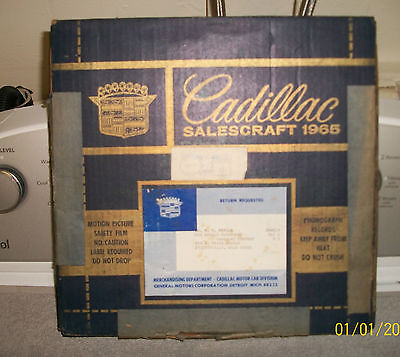 Cadillac
SALESCRAFT 1965
RETURN REQUESTED
MOTION PICTURE
SAFETY FILM
NO CAUTION
LABEL REQUIRED
DO NOT DROP
PHONOGRAPH
RECORDS
KEEP AWAY FROM
HEAT
DO NOT CRUSH
MERCHANDISING DEPARTMENT - CADILLAC MOTOR CAR DIVISION
GENERAL MOTORS CORPORATION DETROIT MICH 48232
LEVEL
01/01/20